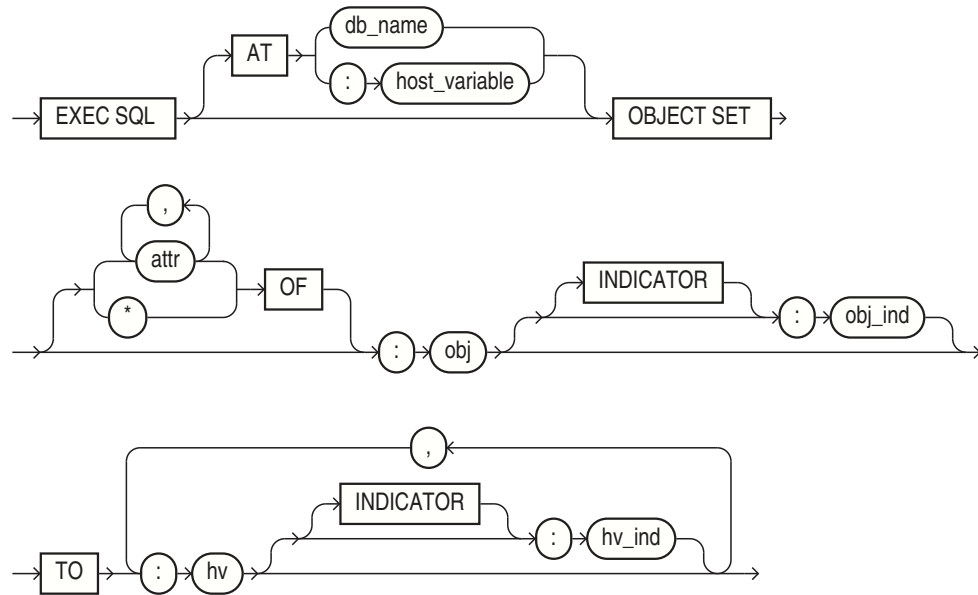 db_name
AT
: host_variable
EXEC SQL OBJECT SET
,
attr INDICATOR
* OF : obj_ind
: obj
,
INDICATOR
: hv_ind
TO : hv